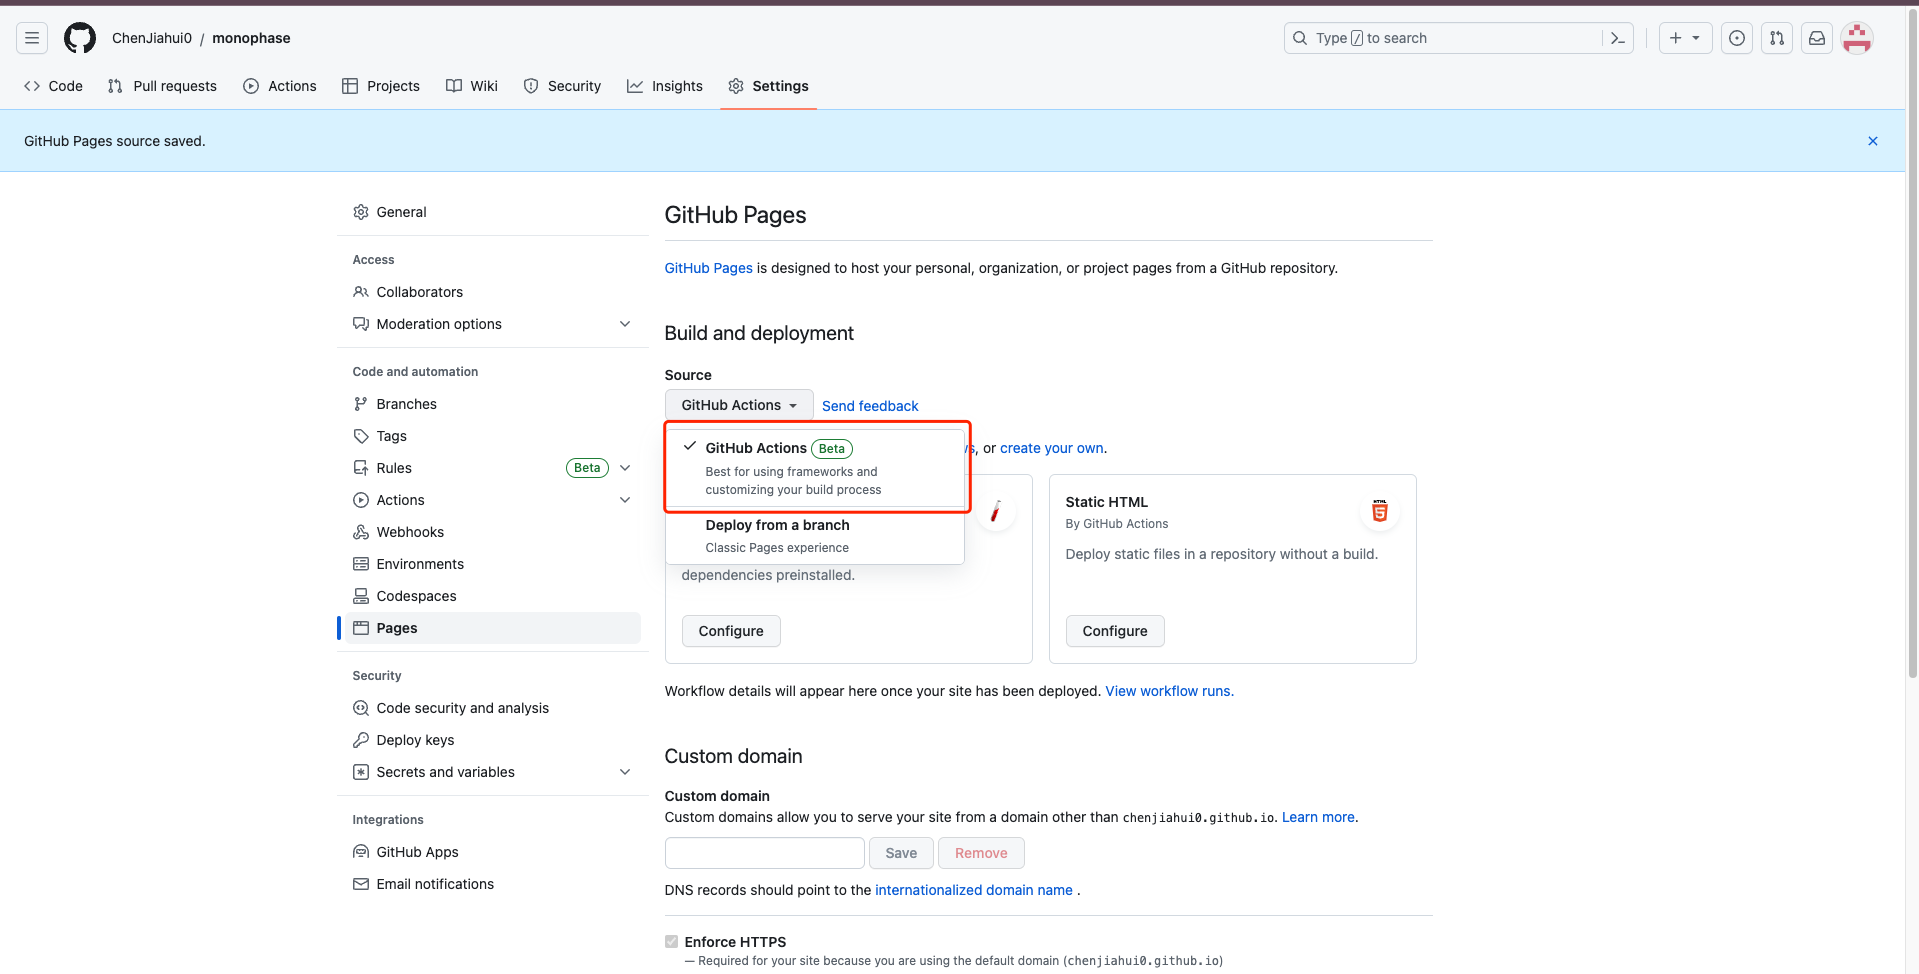 ChenJiahui0 / monophase
Type / to search
Code
Pull requests
Actions
Projects
Wiki
Security
Insights
Settings
GitHub Pages source saved.
General
Access
Collaborators
Moderation options
Code and automation
Branches
Tags
Rules Beta
Actions
Webhooks
Environments
Codespaces
Pages
Security
Code security and analysis
Deploy keys
Secrets and variables
Integrations
GitHub Apps
Email notifications
GitHub Pages
GitHub Pages is designed to host your personal, organization, or project pages from a GitHub repository.
Build and deployment
Source
GitHub Actions
Send feedback
GitHub Actions Beta
Best for using frameworks and
customizing your build process
Deploy from a branch
Classic Pages experience
, or create your own.
dependencies preinstalled.
Configure
Static HTML
By GitHub Actions
HTML
5
Deploy static files in a repository without a build.
Configure
Workflow details will appear here once your site has been deployed. View workflow runs.
Custom domain
Custom domain
Custom domains allow you to serve your site from a domain other than chenjiahui0.github.io. Learn more.
Save
Remove
DNS records should point to the internationalized domain name .
Enforce HTTPS
— Required for your site because you are using the default domain (chenjiahui0.github.io)